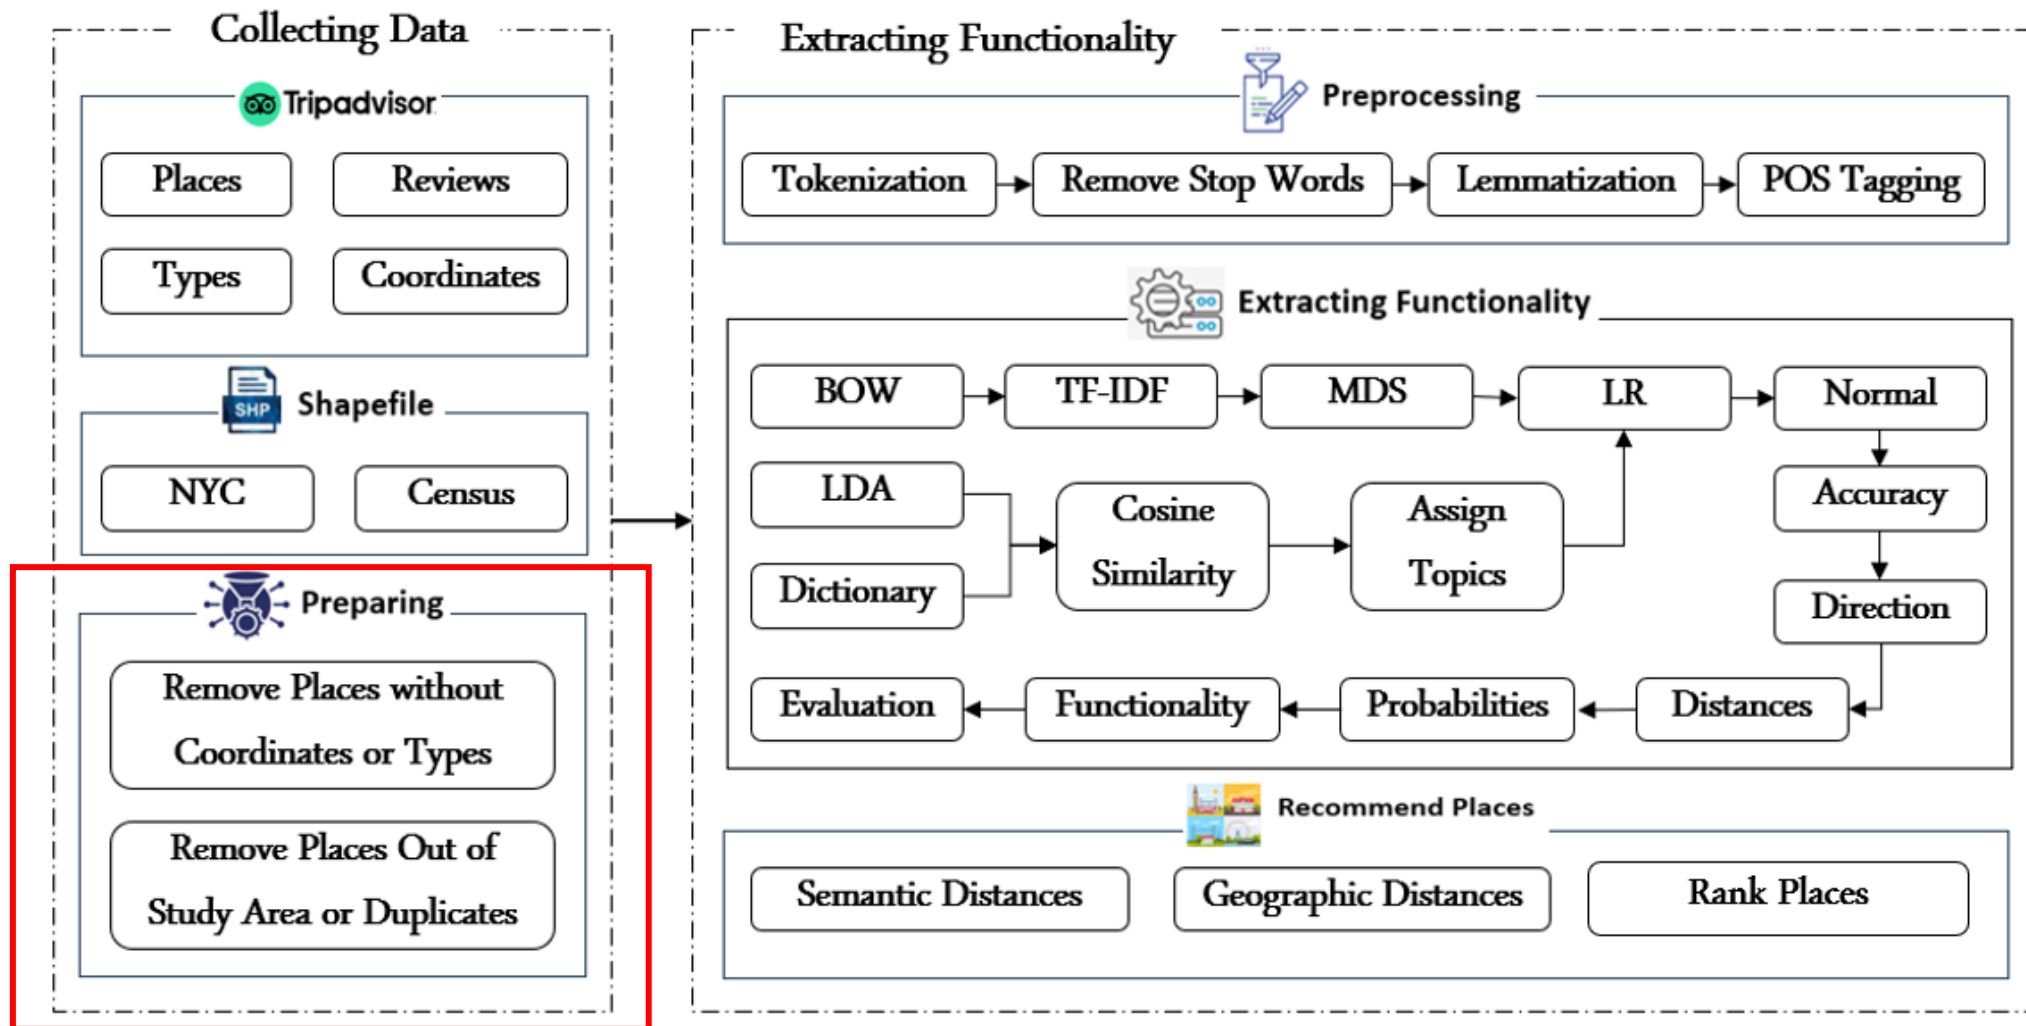 Collecting Data
Tripadvisor
Places
Reviews
Types
Coordinates
SHP
Shapefile
NYC
Census
Preparing
Remove Places without
Coordinates or Types
Remove Places Out of
Study Area or Duplicates
Extracting Functionality
Preprocessing
Tokenization
Remove Stop Words
Lemmatization
POS Tagging
Extracting Functionality
BOW
TF-IDF
MDS
LR
Normal
LDA
Dictionary
Cosine
Similarity
Assign
Topics
Accuracy
Direction
Evaluation
Functionality
Probabilities
Distances
Recommend Places
Semantic Distances
Geographic Distances
Rank Places